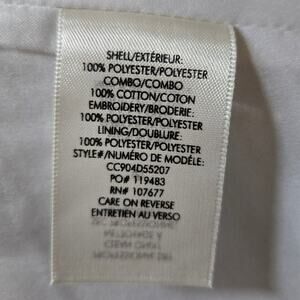 SHELL/EXTÉRIEUR:
100% POLYESTER/POLYESTER
COMBO/COMBO
100% COTTON/COTON
EMBROIDERY/BRODERIE:
100% POLYESTER/POLYESTER
LINING/DOUBLURE:
100% POLYESTER/POLYESTER
STYLE#/NUMÉRO DE MODÈLE:
CC904D55207
PO# 119483
RN# 107677
CARE ON REVERSE
ENTRETIEN AU VERSO